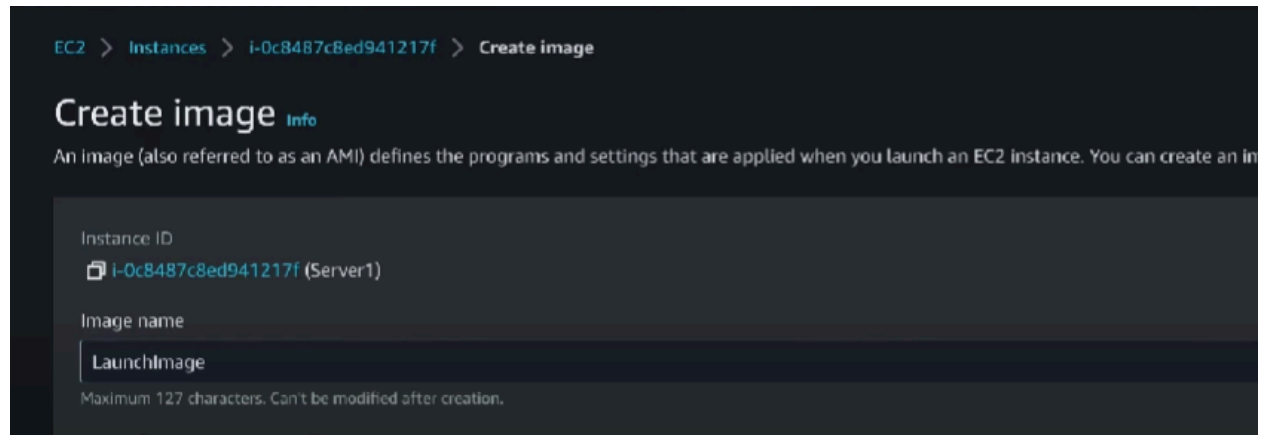 EC2 > Instances > i-0c8487c8ed941217f > Create image
Create image Info
An image (also referred to as an AMI) defines the programs and settings that are applied when you launch an EC2 instance. You can create an
Instance ID
i-0c8487c8ed941217f (Server1)
Image name
LaunchImage
Maximum 127 characters. Can't be modified after creation.